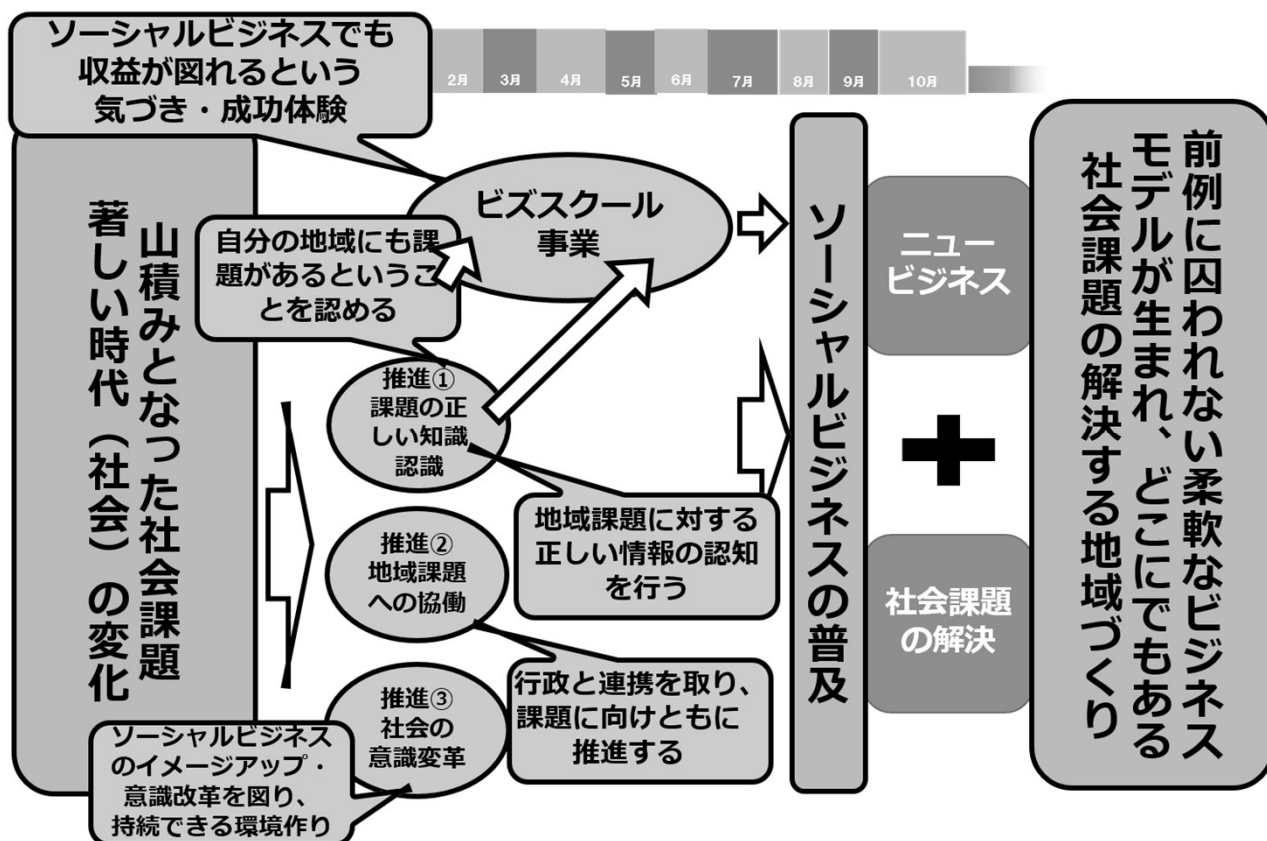 ソーシャルビジネスでも
収益が図れるという
気づき・成功体験
2月
3月
4月
5月
6月
7月
8月
9月
10月
山積みとなった社会課題
著しい時代（社会）の変化
ビズスクール
事業
自分の地域にも課
題があるというこ
とを認める
推進①
課題の正
しい知識
認識
地域課題に対する
正しい情報の認知
を行う
推進②
地域課題
への協働
行政と連携を取り、
課題に向けともに
推進する
推進③
社会の
意識変革
ソーシャルビジネス
のイメージアップ・
意識改革を図り、
持続できる環境作り
ソーシャルビジネスの普及
ニュー
ビジネス
社会課題
の解決
前例に囚われない柔軟なビジネス
モデルが生まれ、どこにでもある
社会課題の解決する地域づくり